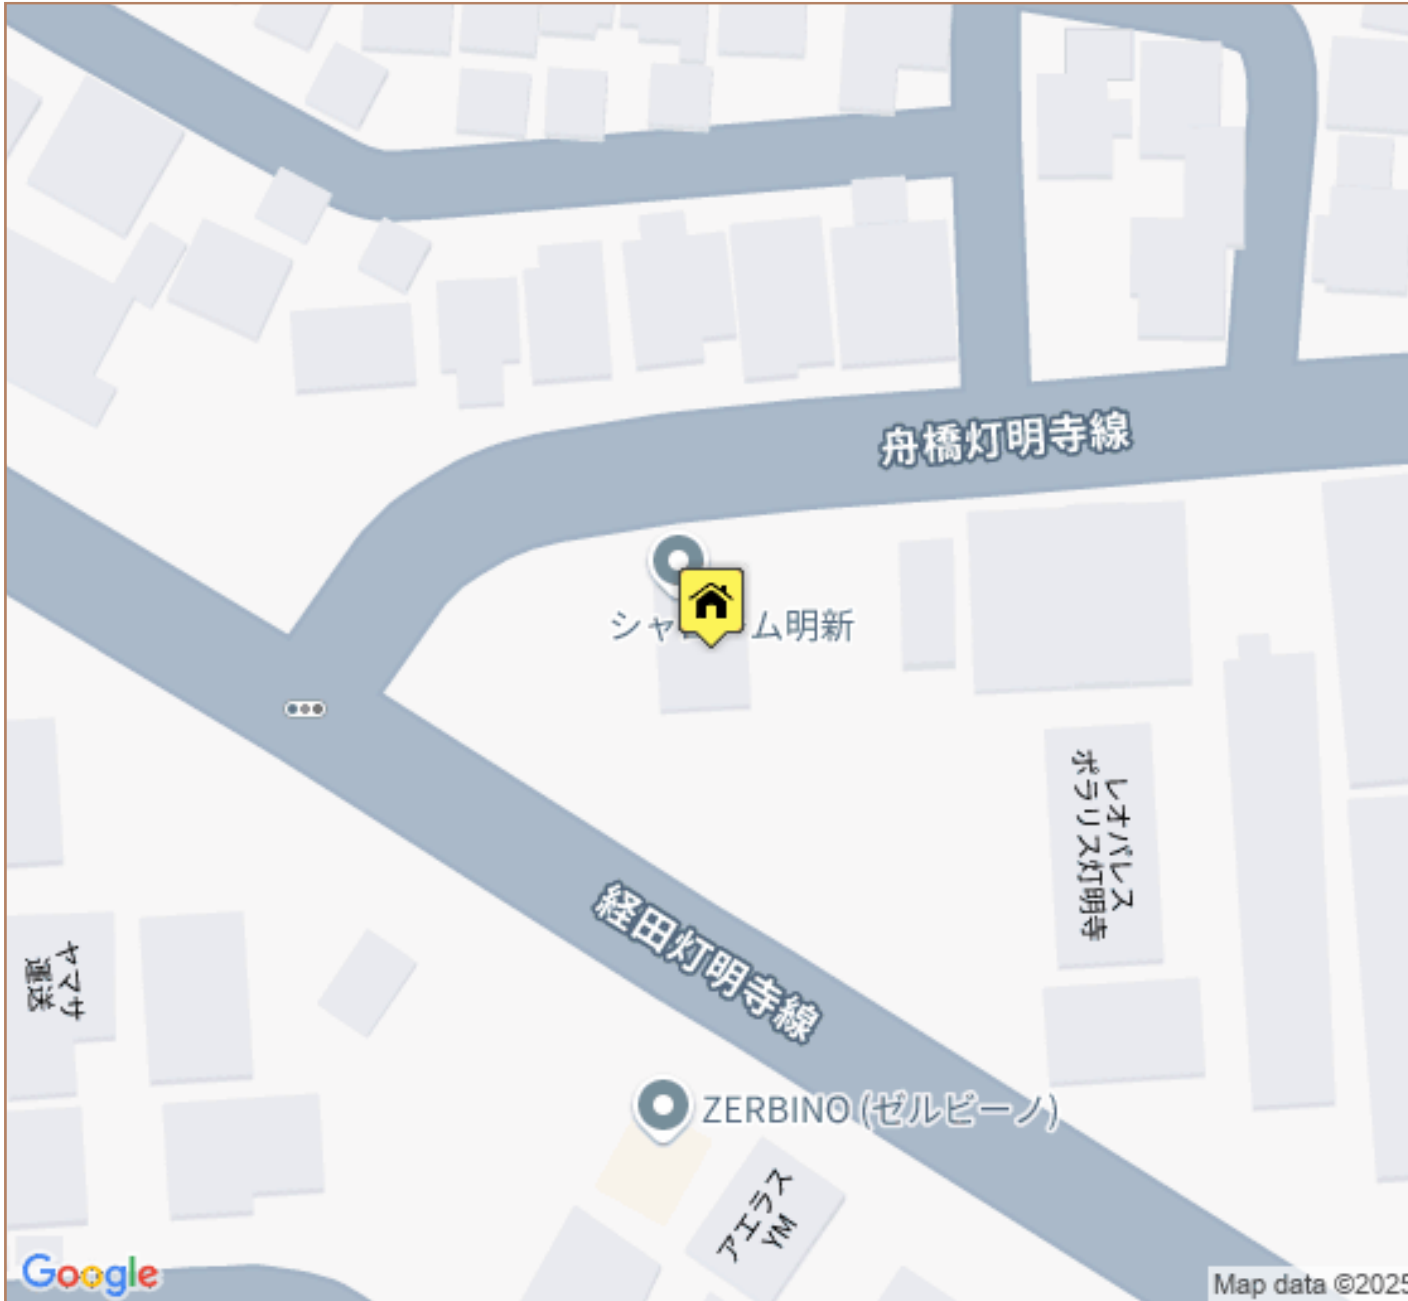 舟橋灯明寺線
ム明新
レオパレス
ポラリス灯明寺
経田灯明寺線
ヤマサ
運送
ZERBINO (ゼルビーノ)
アエラス
YM
Google
Map data ©2025